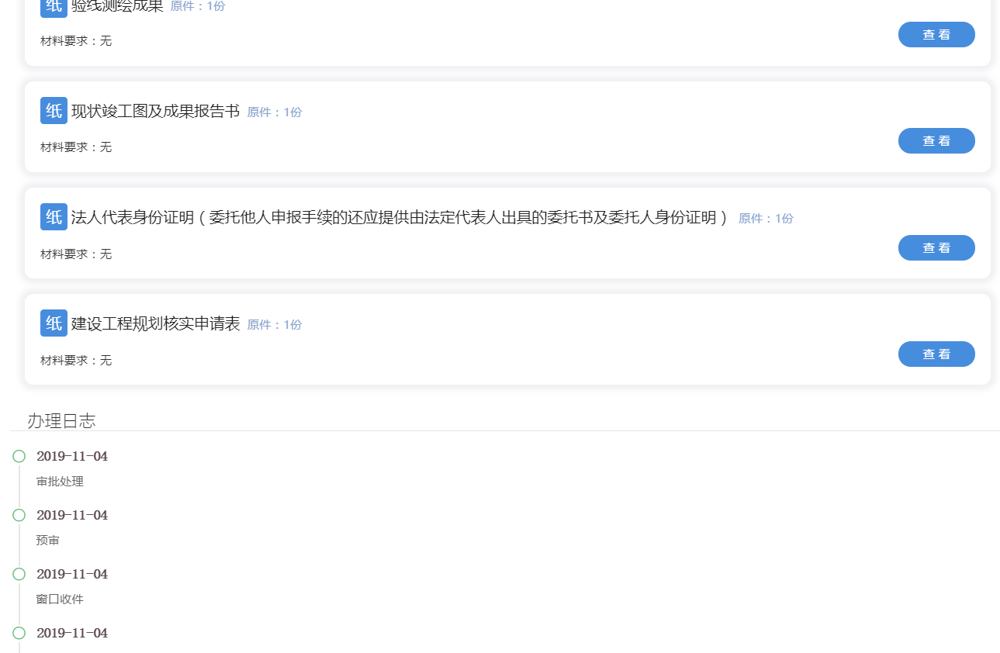 纸 验线测绘成果 原件：1份
材料要求：无
查 看
纸 现状竣工图及成果报告书 原件：1份
材料要求：无
查 看
纸 法人代表身份证明（委托他人申报手续的还应提供由法定代表人出具的委托书及委托人身份证明） 原件：1份
材料要求：无
查 看
纸 建设工程规划核实申请表 原件：1份
材料要求：无
查 看
办理日志
2019-11-04
审批处理
2019-11-04
预审
2019-11-04
窗口收件
2019-11-04